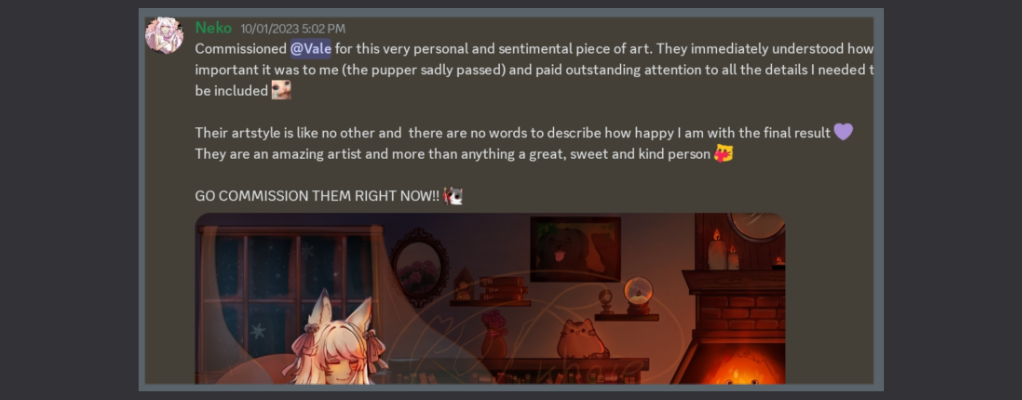 Neko 10/01/2023 5:02 PM
Commissioned @Vale for this very personal and sentimental piece of art. They immediately understood how
important it was to me (the pupper sadly passed) and paid outstanding attention to all the details I needed t
be included
Their artstyle is like no other and there are no words to describe how happy I am with the final result
They are an amazing artist and more than anything a great, sweet and kind person
GO COMMISSION THEM RIGHT NOW!!